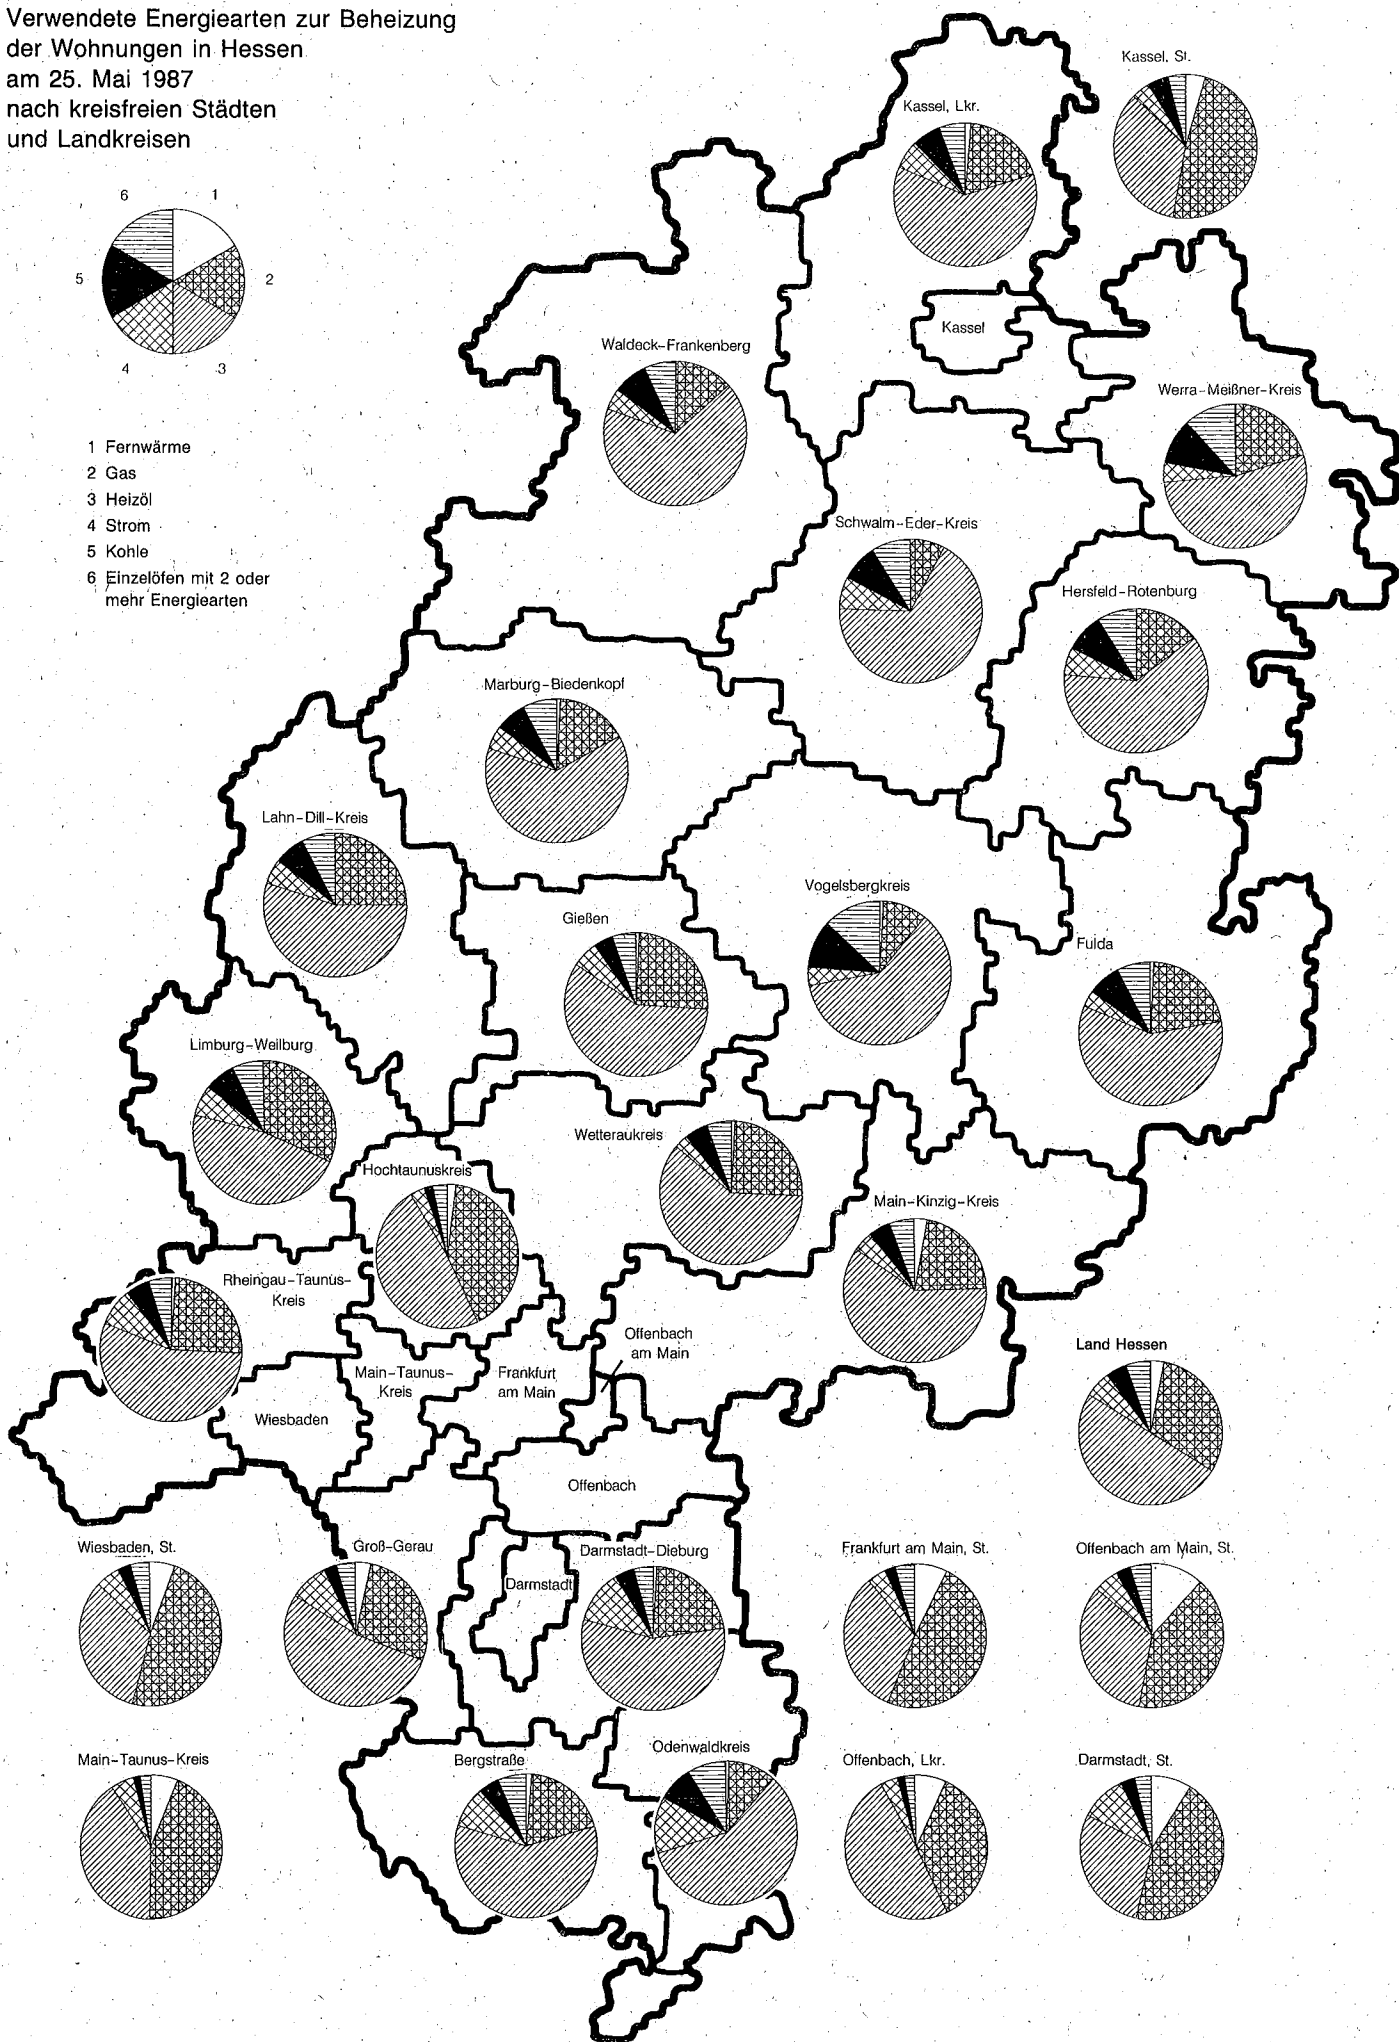 Verwendete Energiearten zur Beheizung
der Wohnungen in Hessen
am 25. Mai 1987
nach kreisfreien Städten
und Landkreisen
6 1
5 2
4 3
1 Fernwärme
2 Gas
3 Heizöl
4 Strom
5 Kohle
6 Einzelöfen mit 2 oder
mehr Energiearten
Kassel, St.
Kassel, Lkr.
Kassel
Waldeck-Frankenberg
Werra-Meißner-Kreis
Schwalm-Eder-Kreis
Hersfeld-Rotenburg
Marburg-Biedenkopf
Lahn-Dill-Kreis
Vogelsbergkreis
Gießen
Fulda
Limburg-Weilburg
Wetteraukreis
Hochtaunuskreis
Main-Kinzig-Kreis
Rheingau-Taunus-
Kreis
Offenbach
am Main
Land Hessen
Main-Taunus-
Kreis
Frankfurt
am Main
Wiesbaden
Offenbach
Wiesbaden, St.
Groß-Gerau
Darmstadt-Dieburg
Frankfurt am Main, St.
Offenbach am Main, St.
Darmstadt
Main-Taunus-Kreis
Bergstraße
Odenwaldkreis
Offenbach, Lkr.
Darmstadt, St.